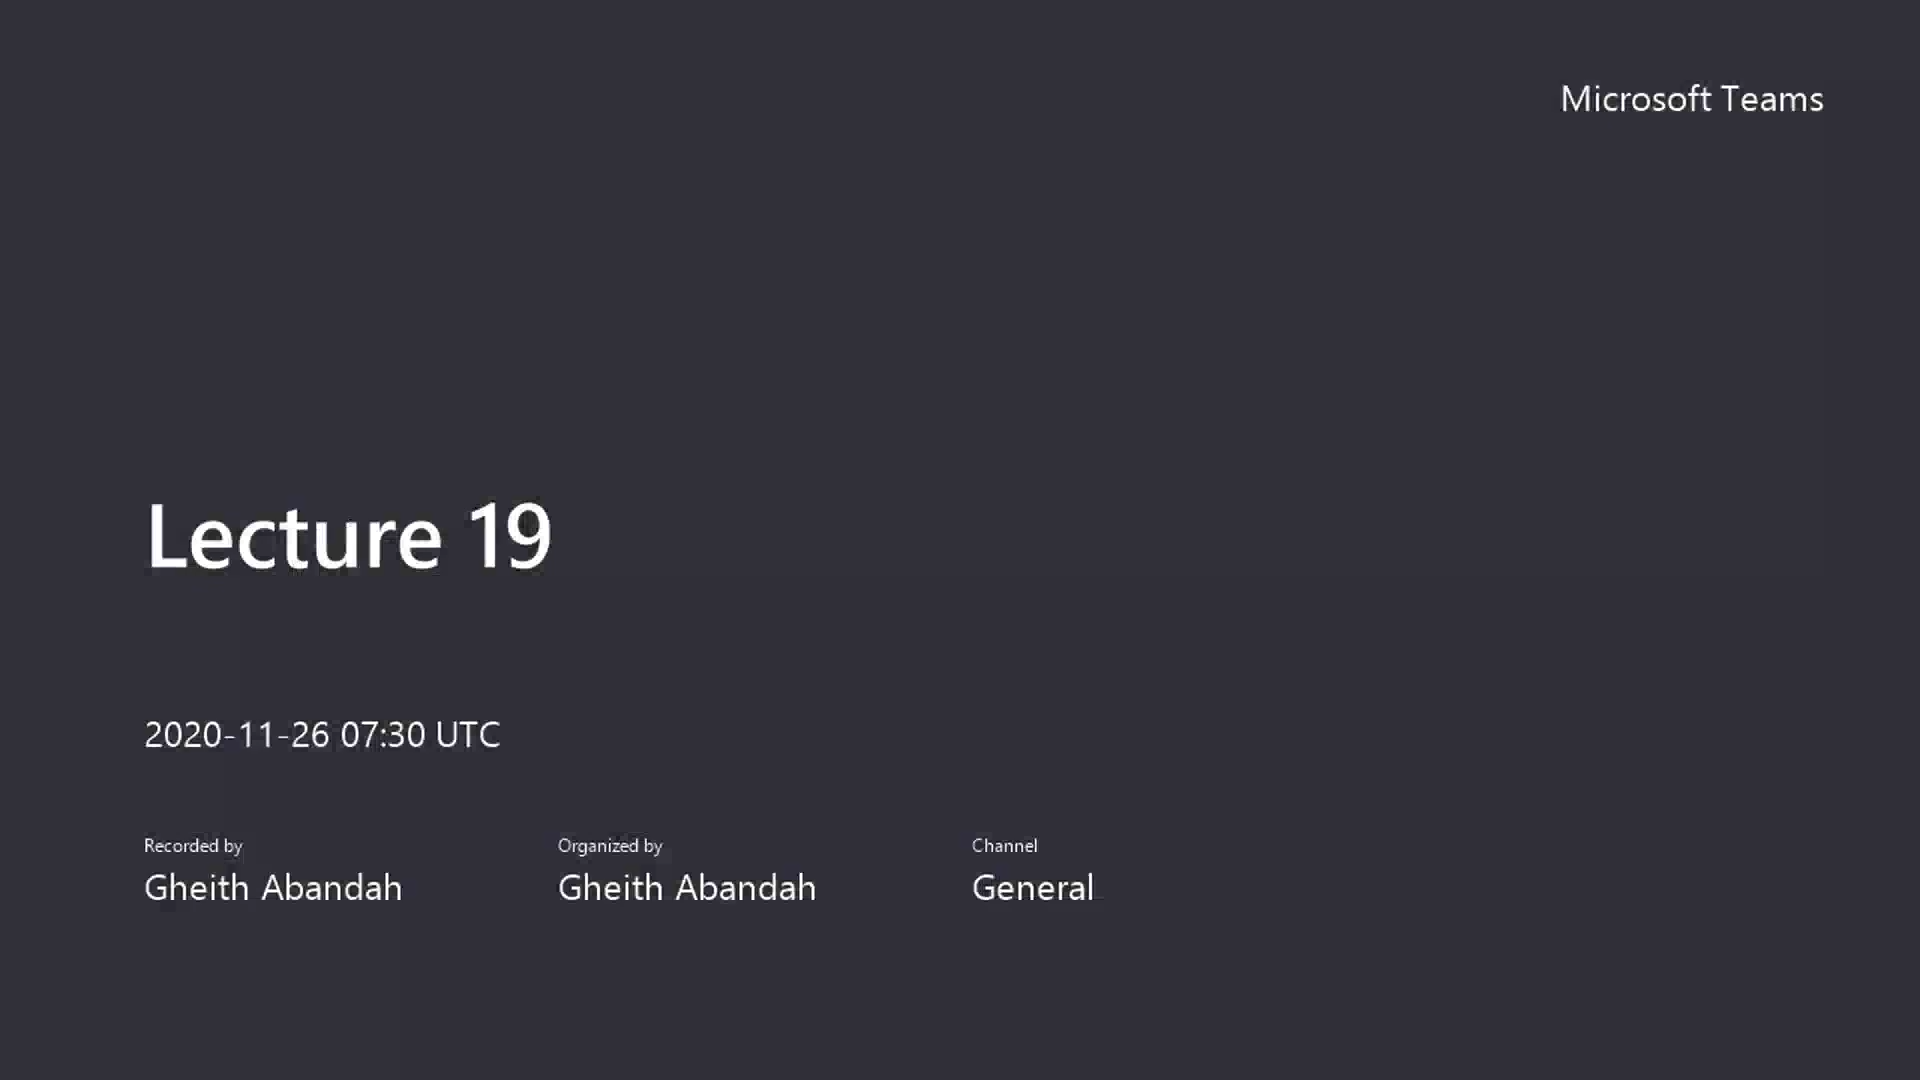 Microsoft Teams
Lecture 19
2020-11-26 07:30 UTC
Recorded by
Gheith Abandah
Organized by
Gheith Abandah
Channel
General